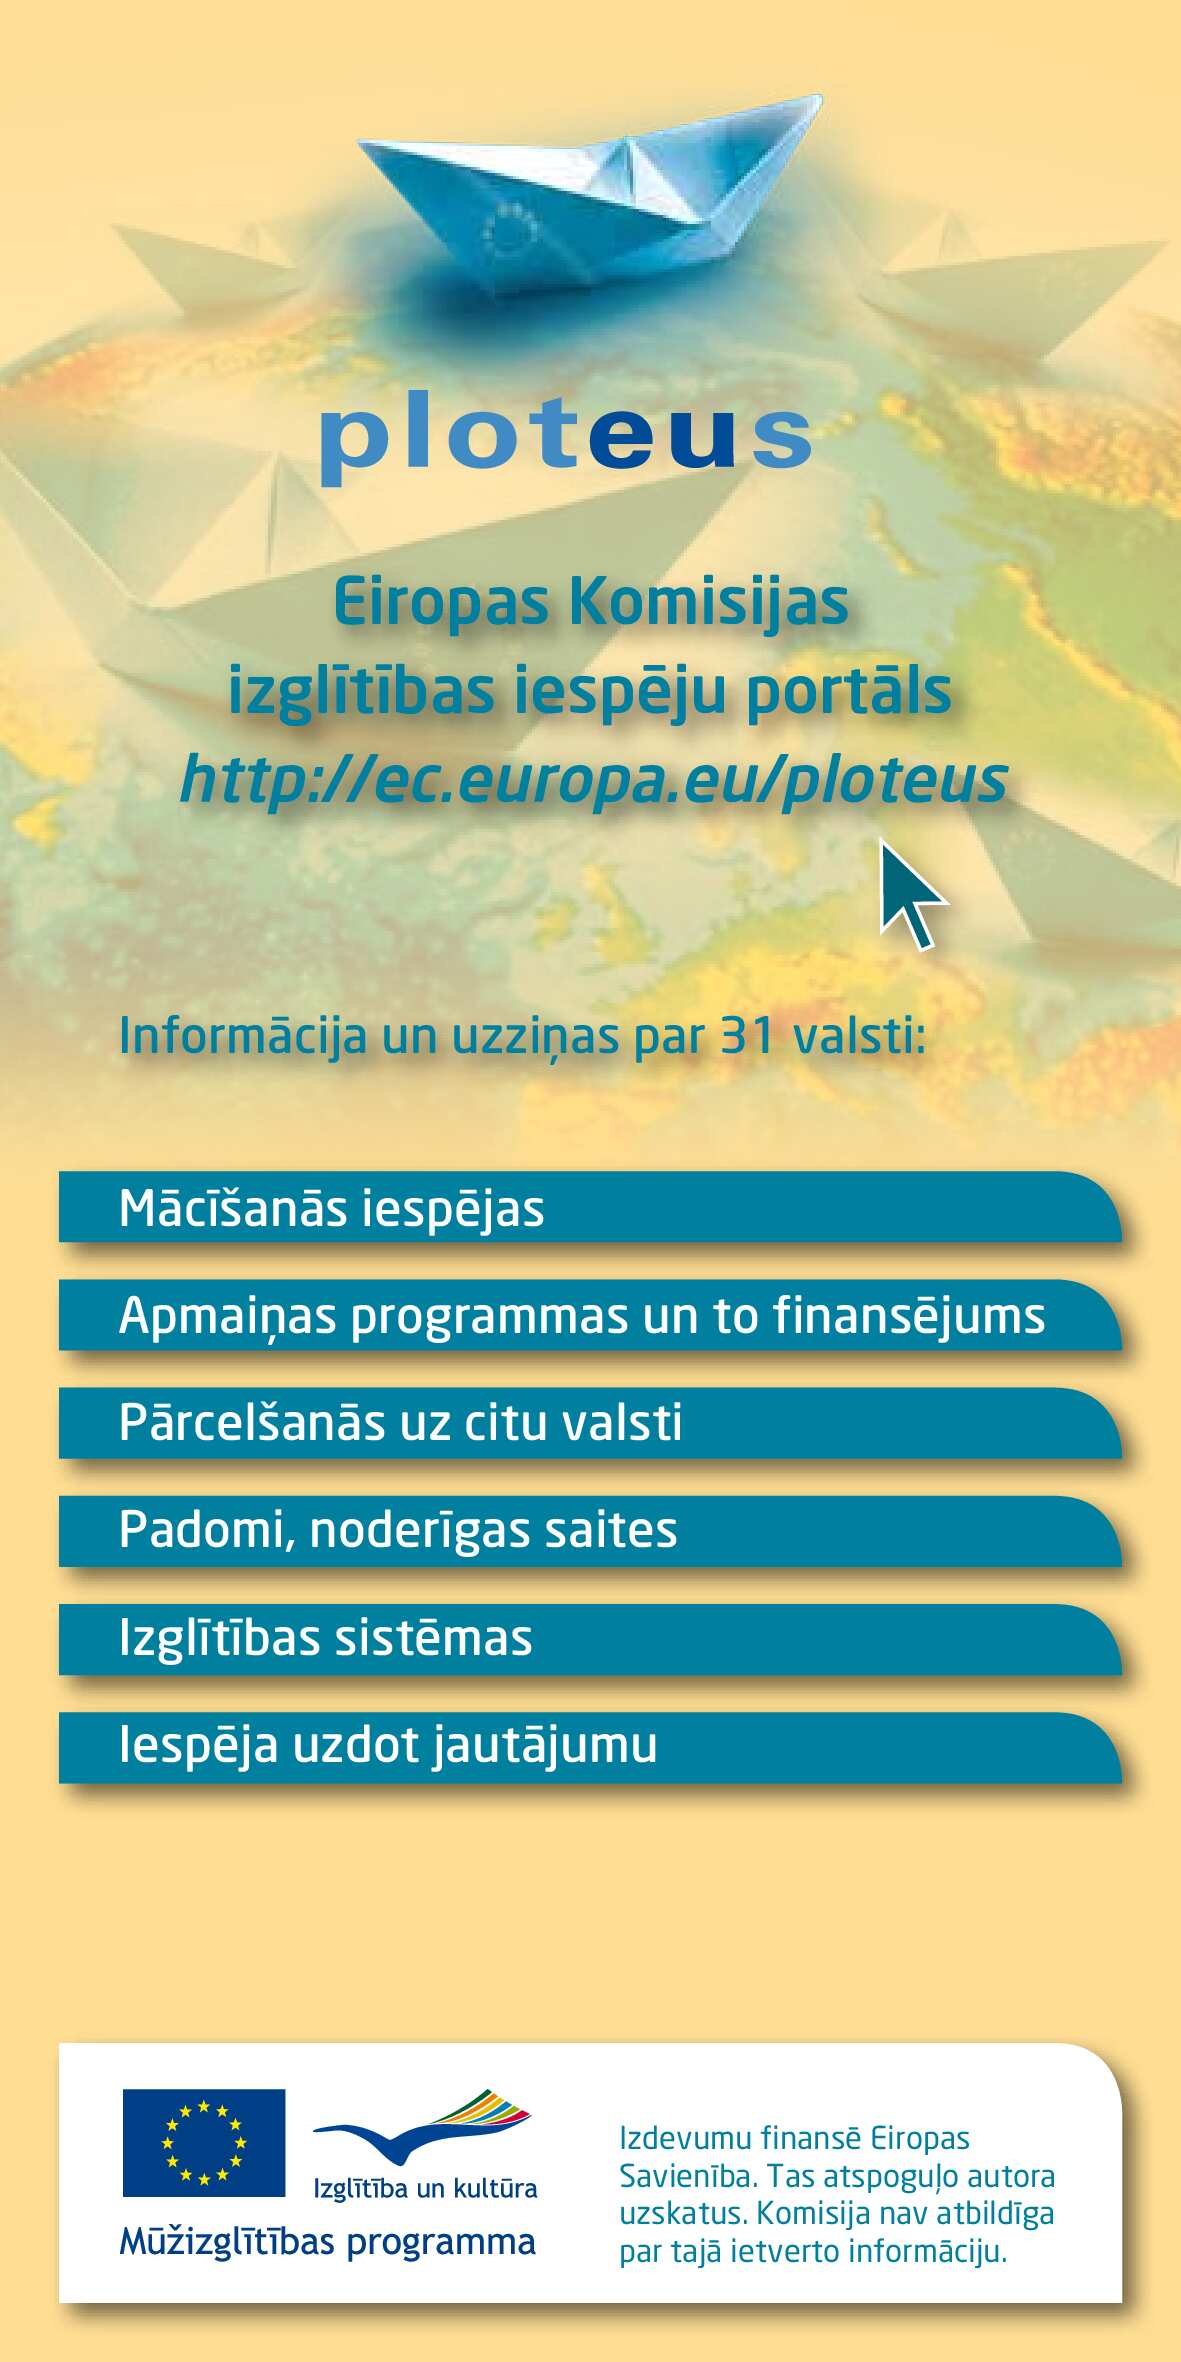 ploteus
Eiropas Komisijas
izglītības iespēju portāls
http://ec.europa.eu/ploteus
Informācija un uzziņas par 31 valsti:
Mācīšanās iespējas
Apmaiņas programmas un to finansējums
Pārcelšanās uz citu valsti
Padomi, noderīgas saites
Izglītības sistēmas
Iespēja uzdot jautājumu
Izglītība un kultūra
Mūžizglītības programma
Izdevumu finansē Eiropas
Savienība. Tas atspoguļo autora
uzskatus. Komisija nav atbildīga
par tajā ietverto informāciju.